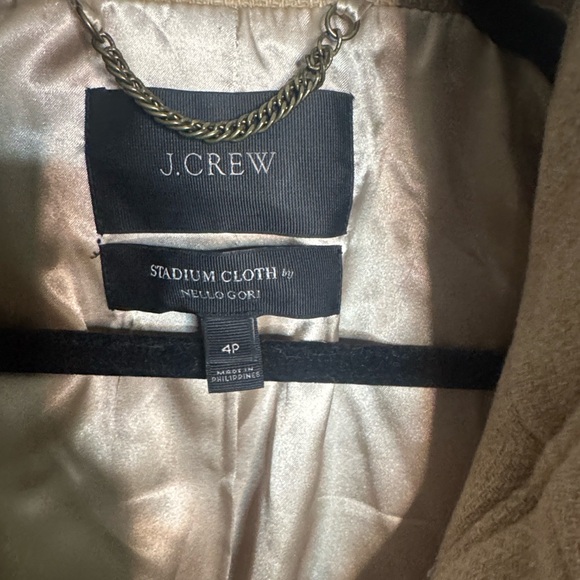 J.CREW
STADIUM CLOTH by
NELLO GORI
4P
MADE IN
PHILIPPINES